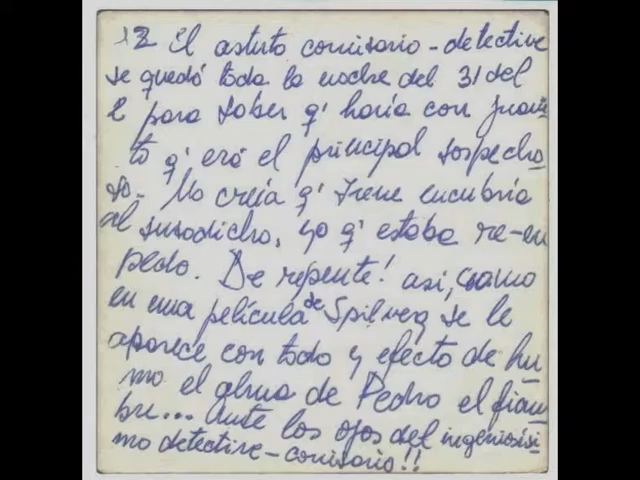 12 El astuto comisario-detective
se quedó toda la noche del 31 del
2 para saber q' haría con Juani
to q' era el principal sospecho
so. No creía q' Irene encubría
al susodicho, yo q' estaba re-en
pedo. De repente! así, como
en una película de Spilverg se le
aparece con todo y efecto de hu
mo el alma de Pedro el fiam
bre... ante los ojos del ingeniosísi
mo detective-comisario!!